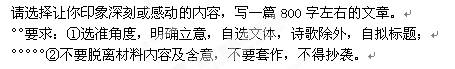 请选择让你印象深刻或感动的内容，写一篇 800 字左右的文章。↵
°°要求：①选准角度，明确立意，自选文体，诗歌除外，自拟标题；↵
°°°°°②不要脱离材料内容及含意，不要套作，不得抄袭。↵